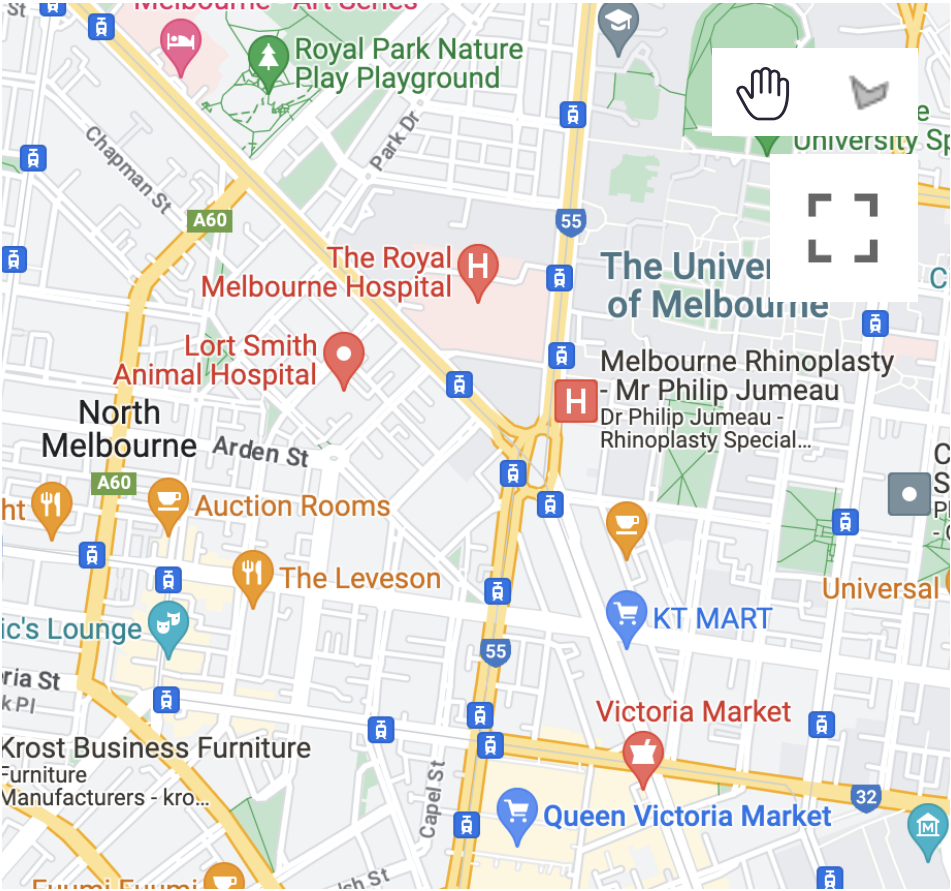 St
Melbourne - Art Series
Royal Park Nature
Play Playground
Chapman St
Park Dr
University Sp
A60
55
The Royal
Melbourne Hospital
The Univer
of Melbourne
Lort Smith
Animal Hospital
Melbourne Rhinoplasty
- Mr Philip Jumeau
Dr Philip Jumeau -
Rhinoplasty Special...
H
North
Melbourne
Arden St
A60
ht
Auction Rooms
The Leveson
Universal
KT MART
ic's Lounge
55
ria St
k Pl
Victoria Market
Krost Business Furniture
Furniture
Manufacturers - kro...
Capel St
32
Queen Victoria Market